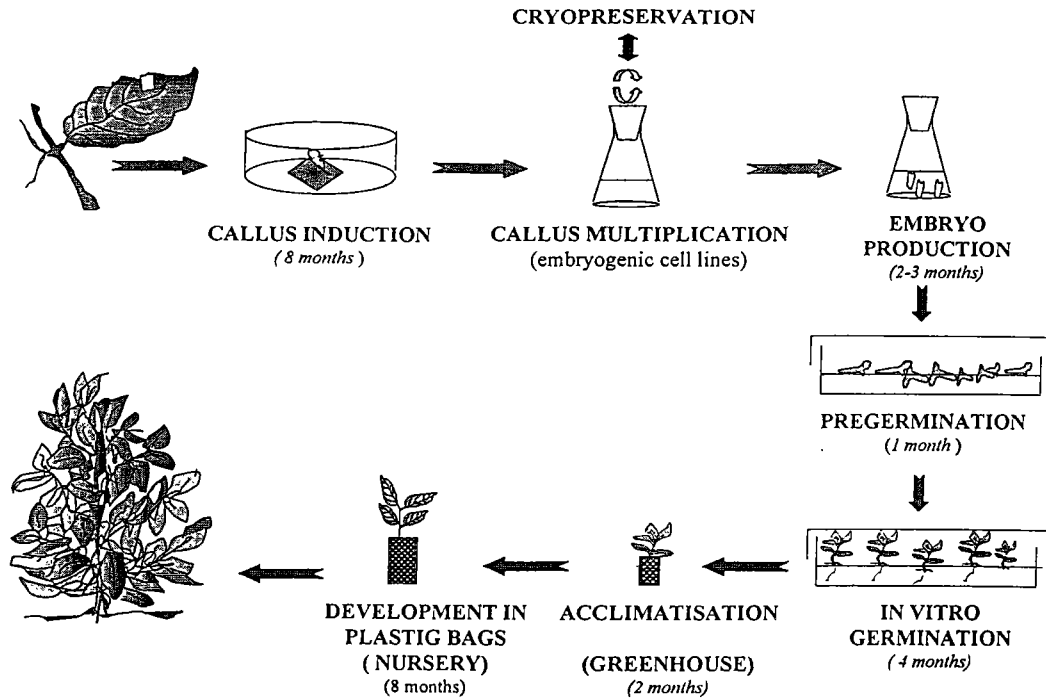 CRYOPRESERVATION
CALLUS INDUCTION
( 8 months )
CALLUS MULTIPLICATION
(embryogenic cell lines)
EMBRYO
PRODUCTION
(2-3 months)
PREGERMINATION
(1 month )
IN VITRO
GERMINATION
( 4 months)
ACCLIMATISATION
(GREENHOUSE)
(2 months)
DEVELOPMENT IN
PLASTIG BAGS
( NURSERY)
(8 months)